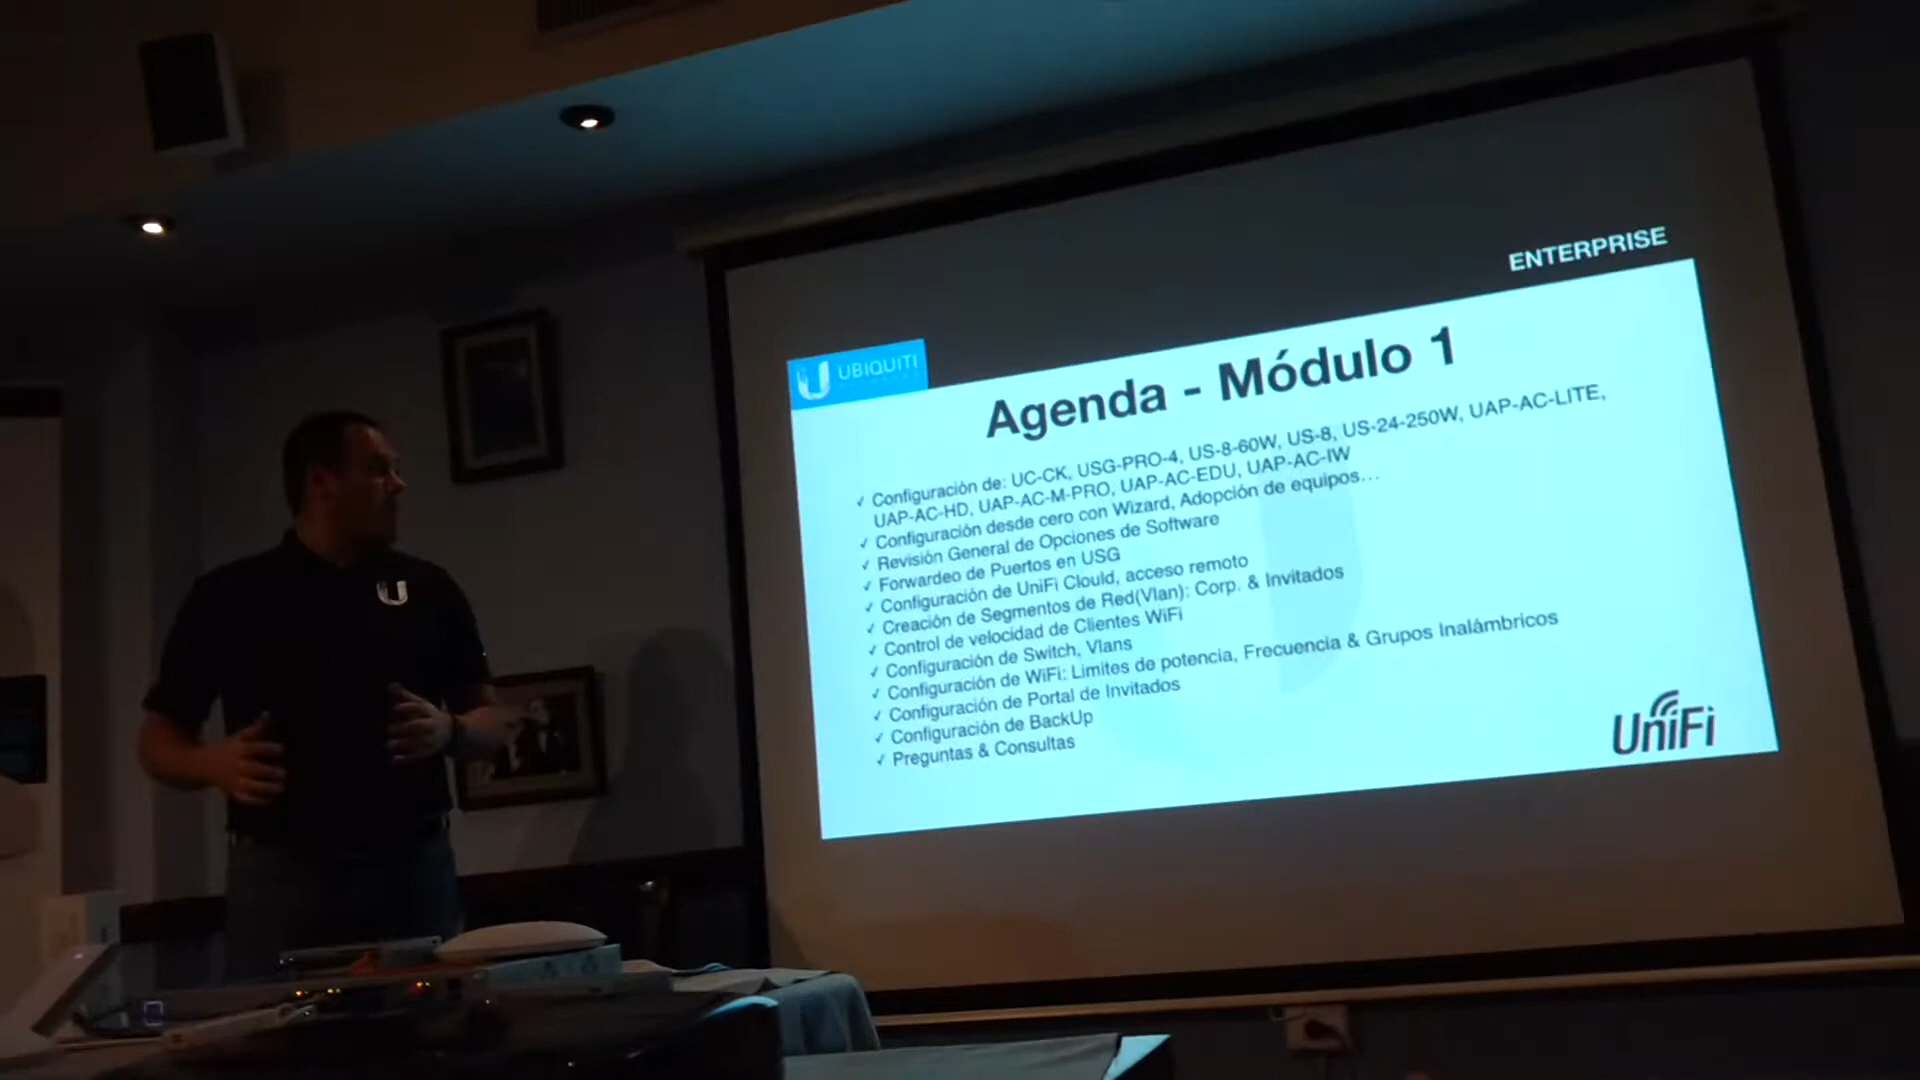 ENTERPRISE
UBIQUITI
Agenda - Módulo 1
✓ Configuración de: UC-CK, USG-PRO-4, US-8-60W, US-8, US-24-250W, UAP-AC-LITE,
UAP-AC-HD, UAP-AC-M-PRO, UAP-AC-EDU, UAP-AC-IW
✓ Configuración desde cero con Wizard, Adopción de equipos…
✓ Revisión General de Opciones de Software
✓ Forwardeo de Puertos en USG
✓ Configuración de UniFi Clould, acceso remoto
✓ Creación de Segmentos de Red(Vlan): Corp. & Invitados
✓ Control de velocidad de Clientes WiFi
✓ Configuración de Switch, Vlans
✓ Configuración de WiFi: Limites de potencia, Frecuencia & Grupos Inalámbricos
✓ Configuración de Portal de Invitados
✓ Configuración de BackUp
✓ Preguntas & Consultas
UniFi